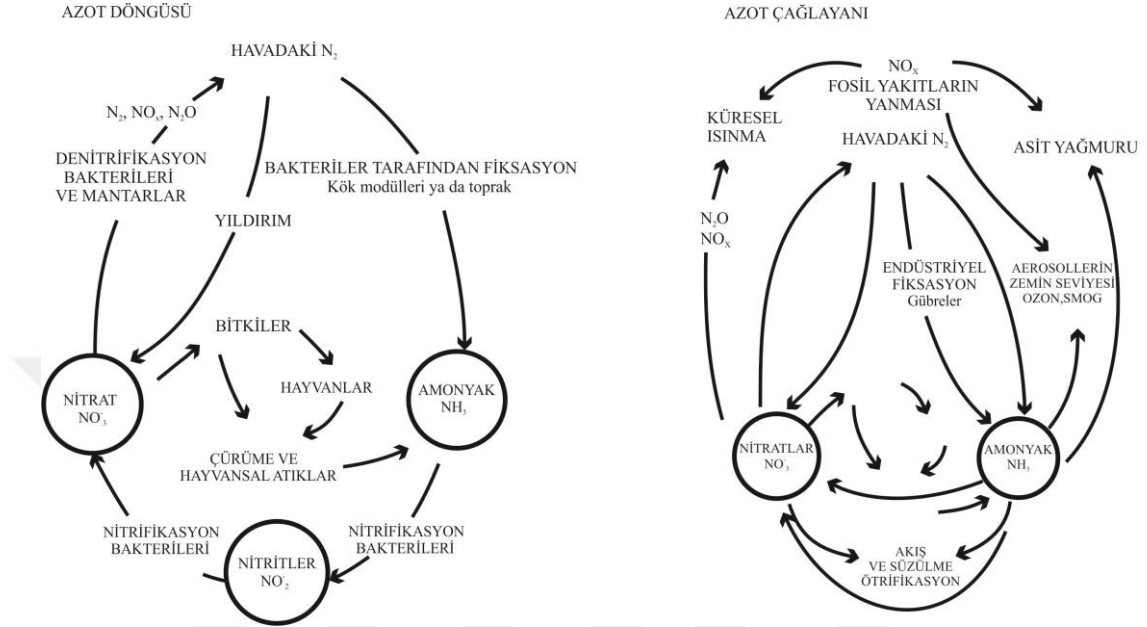 AZOT DÖNGÜSÜ
HAVADAKİ N₂
N₂, NOₓ, N₂O
DENİTRİFİKASYON
BAKTERİLERİ
VE MANTARLAR
BAKTERİLER TARAFINDAN FİKSASYON
Kök modülleri ya da toprak
YILDIRIM
BİTKİLER
HAYVANLAR
NİTRAT
NO⁻₃
AMONYAK
NH₃
ÇÜRÜME VE
HAYVANSAL ATIKLAR
NİTRİFİKASYON
BAKTERİLERİ
NİTRİFİKASYON
BAKTERİLERİ
NİTRİTLER
NO⁻₂
AZOT ÇAĞLAYANI
NOₓ
FOSİL YAKITLARIN
YANMASI
KÜRESEL
ISINMA
HAVADAKİ N₂
ASİT YAĞMURU
N₂O
NOₓ
ENDÜSTRİYEL
FİKSASYON
Gübreler
AEROSOLLERİN
ZEMİN SEVİYESİ
OZON,SMOG
NİTRATLAR
NO⁻₃
AMONYAK
NH₃
AKIŞ
VE SÜZÜLME
ÖTRİFİKASYON